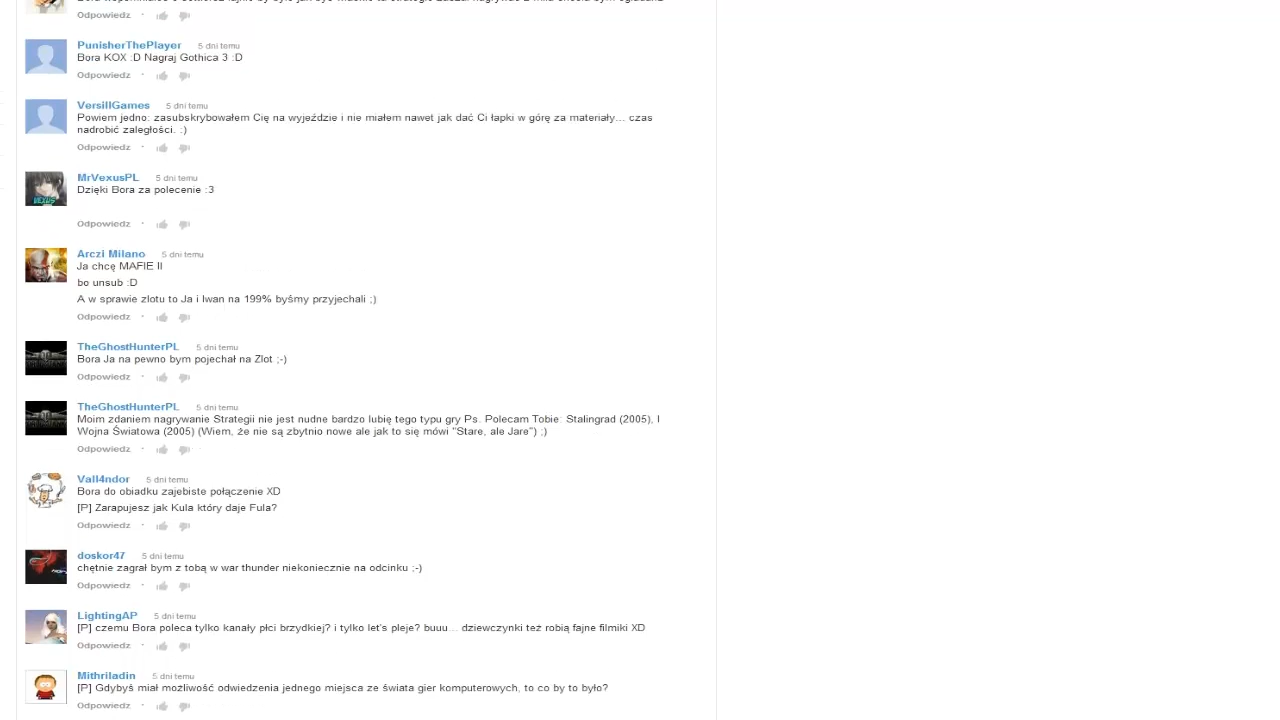 PunisherThePlayer 5 dni temu
Bora KOX :D Nagraj Gothica 3 :D
Odpowiedz ·
VersillGames 5 dni temu
Powiem jedno: zasubskrybowałem Cię na wyjeździe i nie miałem nawet jak dać Ci łapki w górę za materiały... czas
nadrobić zaległości. :)
Odpowiedz ·
MrVexusPL 5 dni temu
Dzięki Bora za polecenie :3
VEXUS
Odpowiedz ·
Arczi Milano 5 dni temu
Ja chcę MAFIE II
bo unsub :D
A w sprawie zlotu to Ja i Iwan na 199% byśmy przyjechali ;)
Odpowiedz ·
TheGhostHunterPL 5 dni temu
Bora Ja na pewno bym pojechał na Zlot ;-)
Odpowiedz ·
TheGhostHunterPL 5 dni temu
Moim zdaniem nagrywanie Strategii nie jest nudne bardzo lubię tego typu gry Ps. Polecam Tobie: Stalingrad (2005), I
Wojna Światowa (2005) (Wiem, że nie są zbytnio nowe ale jak to się mówi "Stare, ale Jare") ;)
Odpowiedz ·
Vall4ndor 5 dni temu
Bora do obiadku zajebiste połączenie XD
[P] Zarapujesz jak Kula który daje Fula?
Odpowiedz ·
doskor47 5 dni temu
chętnie zagrał bym z tobą w war thunder niekoniecznie na odcinku ;-)
Odpowiedz ·
LightingAP 5 dni temu
[P] czemu Bora poleca tylko kanały płci brzydkiej? i tylko let's pleje? buuu... dziewczynki też robią fajne filmiki XD
Odpowiedz ·
Mithriladin 5 dni temu
[P] Gdybyś miał możliwość odwiedzenia jednego miejsca ze świata gier komputerowych, to co by to było?
Odpowiedz ·